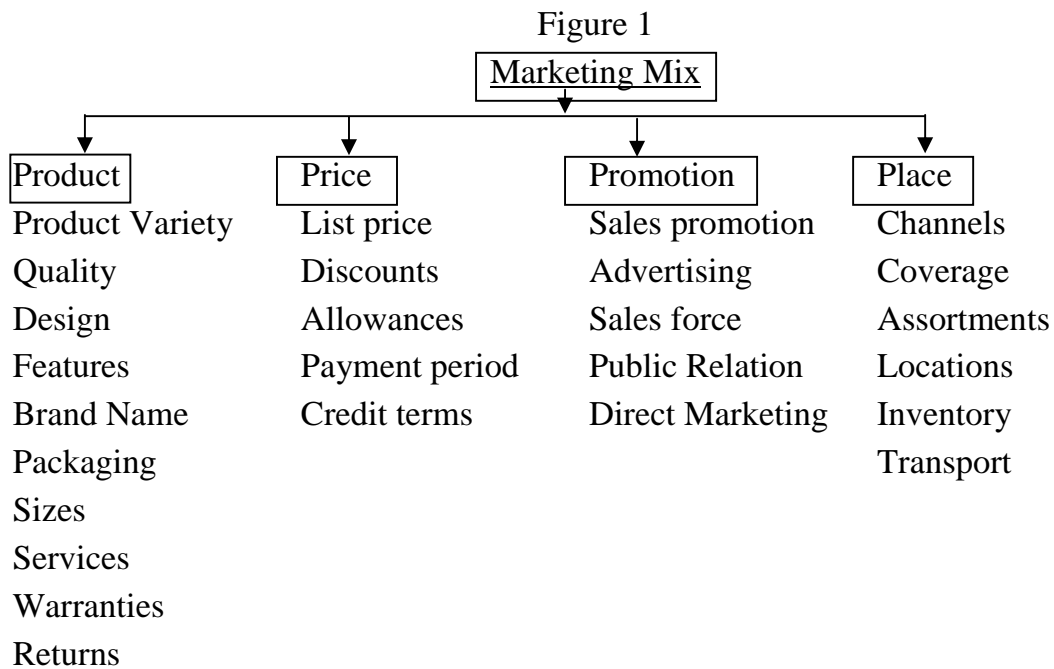 Figure 1
Marketing Mix
Product Price Promotion Place
Product Variety List price Sales promotion Channels
Quality Discounts Advertising Coverage
Design Allowances Sales force Assortments
Features Payment period Public Relation Locations
Brand Name Credit terms Direct Marketing Inventory
Packaging Transport
Sizes
Services
Warranties
Returns